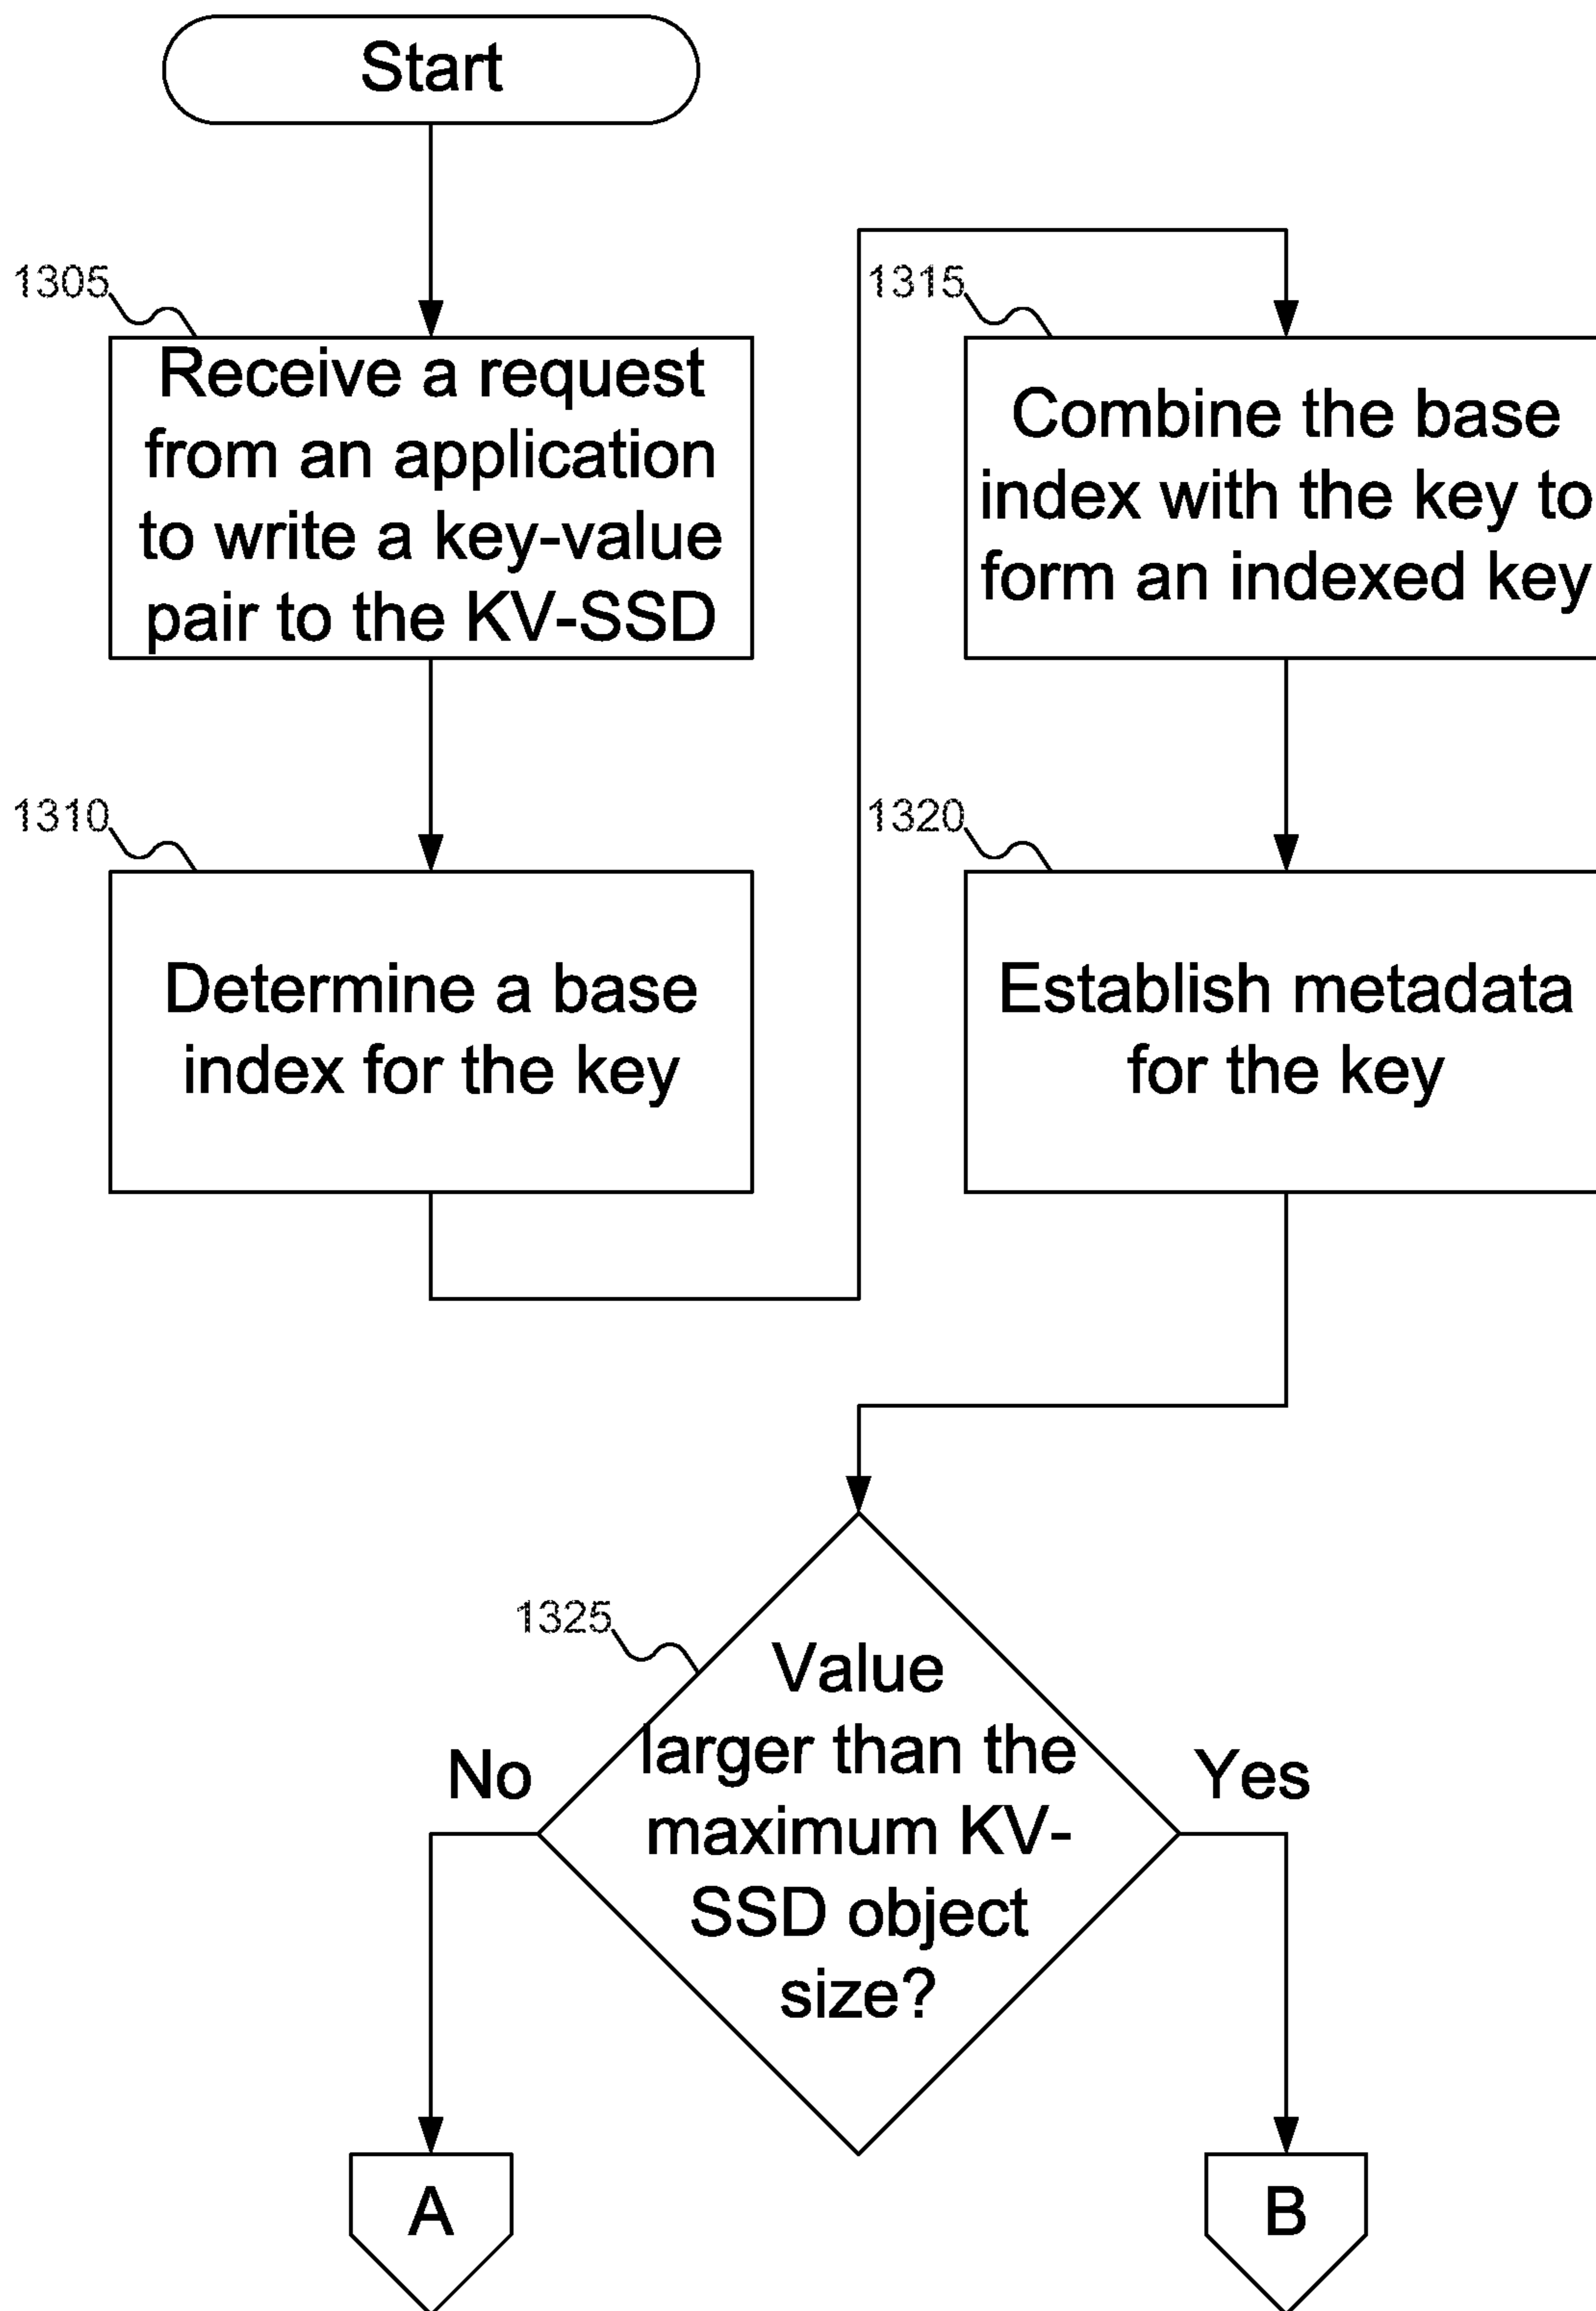 Start
1305
Receive a request
from an application
to write a key-value
pair to the KV-SSD
1310
Determine a base
index for the key
1315
Combine the base
index with the key to
form an indexed key
1320
Establish metadata
for the key
1325
Value
larger than the
maximum KV-
SSD object
size?
No
Yes
A
B